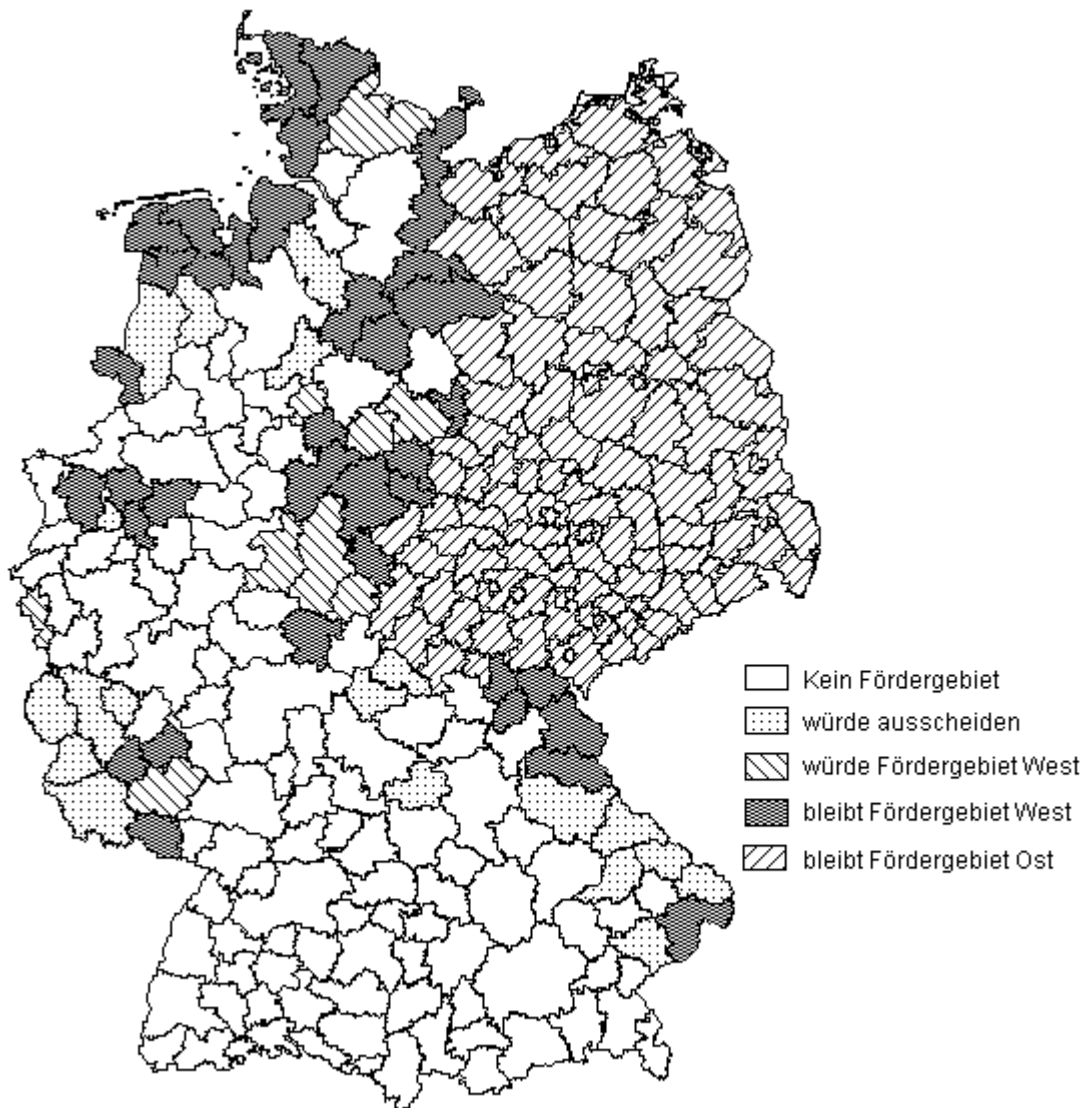 Kein Fördergebiet
würde ausscheiden
würde Fördergebiet West
bleibt Fördergebiet West
bleibt Fördergebiet Ost